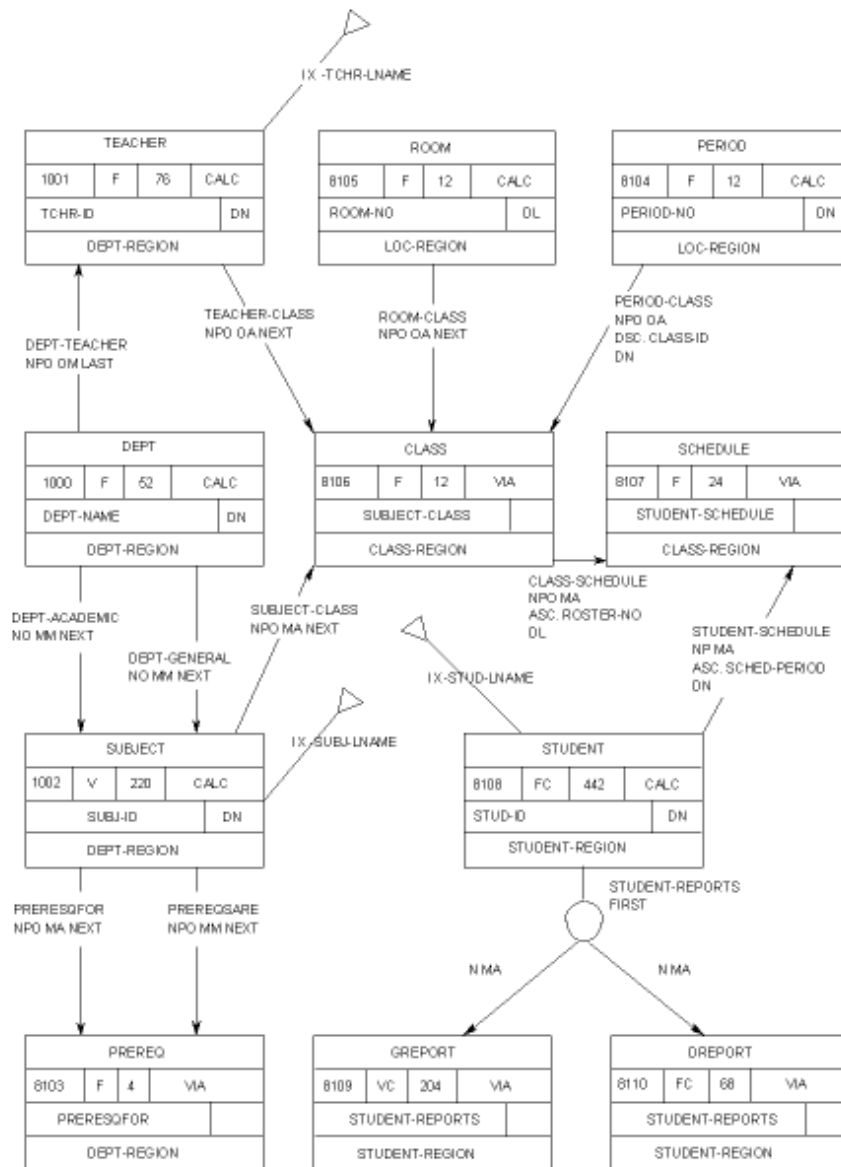 IX-TCHR-LNAME
TEACHER
1001 F 76 CALC
TCHR-ID DN
DEPT-REGION
ROOM
8105 F 12 CALC
ROOM-NO DL
LOC-REGION
PERIOD
8104 F 12 CALC
PERIOD-NO DN
LOC-REGION
DEPT-TEACHER
NPO OM LAST
TEACHER-CLASS
NPO OA NEXT
ROOM-CLASS
NPO OA NEXT
PERIOD-CLASS
NPO OA
DSC. CLASS-ID
DN
DEPT
1000 F 52 CALC
DEPT-NAME DN
DEPT-REGION
CLASS
8106 F 12 VIA
SUBJECT-CLASS
CLASS-REGION
SCHEDULE
8107 F 24 VIA
STUDENT-SCHEDULE
CLASS-REGION
DEPT-ACADEMIC
NO MM NEXT
DEPT-GENERAL
NO MM NEXT
SUBJECT-CLASS
NPO MA NEXT
CLASS-SCHEDULE
NPO MA
ASC. ROSTER-NO
DL
STUDENT-SCHEDULE
NP MA
ASC. SCHED-PERIOD
DN
IX-STUD-LNAME
IX-SUBJ-LNAME
SUBJECT
1002 V 220 CALC
SUBJ-ID DN
DEPT-REGION
STUDENT
8108 FC 442 CALC
STUD-ID DN
STUDENT-REGION
PRERESQFOR
NPO MA NEXT
PREREQSARE
NPO MM NEXT
STUDENT-REPORTS
FIRST
N MA
N MA
PREREQ
8103 F 4 VIA
PRERESQFOR
DEPT-REGION
GREPORT
8109 VC 204 VIA
STUDENT-REPORTS
STUDENT-REGION
DREPORT
8110 FC 68 VIA
STUDENT-REPORTS
STUDENT-REGION